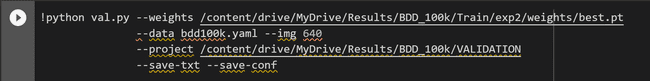 !python val.py --weights /content/drive/MyDrive/Results/BDD_100k/Train/exp2/weights/best.pt
--data bdd100k.yaml --img 640
--project /content/drive/MyDrive/Results/BDD_100k/VALIDATION
--save-txt --save-conf